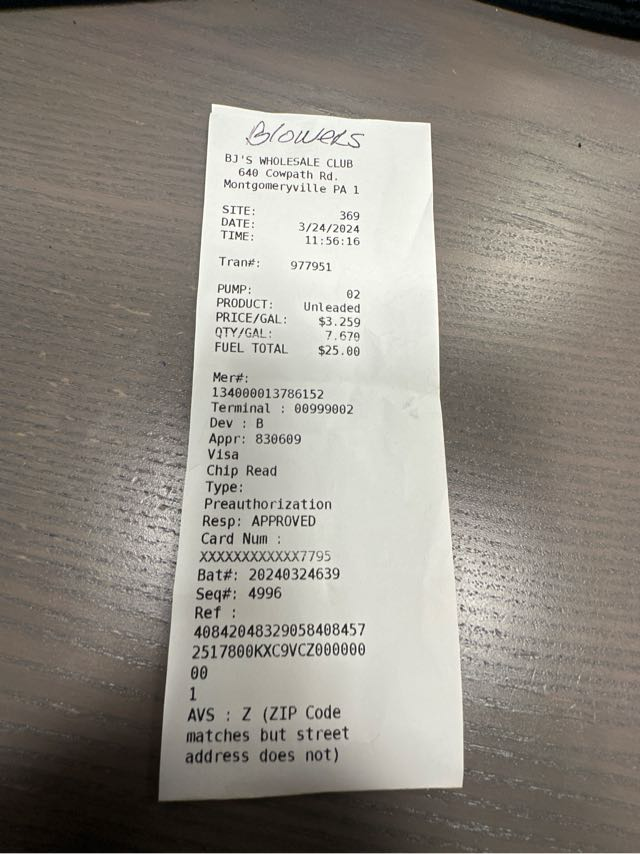 Blowers
BJ'S WHOLESALE CLUB
640 Cowpath Rd.
Montgomeryville PA 1
SITE: 369
DATE: 3/24/2024
TIME: 11:56:16
Tran#: 977951
PUMP: 02
PRODUCT: Unleaded
PRICE/GAL: $3.259
QTY/GAL: 7.670
FUEL TOTAL $25.00
Mer#:
134000013786152
Terminal : 00999002
Dev : B
Appr: 830609
Visa
Chip Read
Type:
Preauthorization
Resp: APPROVED
Card Num :
XXXXXXXXXXXX7795
Bat#: 20240324639
Seq#: 4996
Ref :
40842048329058408457
2517800KXC9VCZ000000
00
1
AVS : Z (ZIP Code
matches but street
address does not)